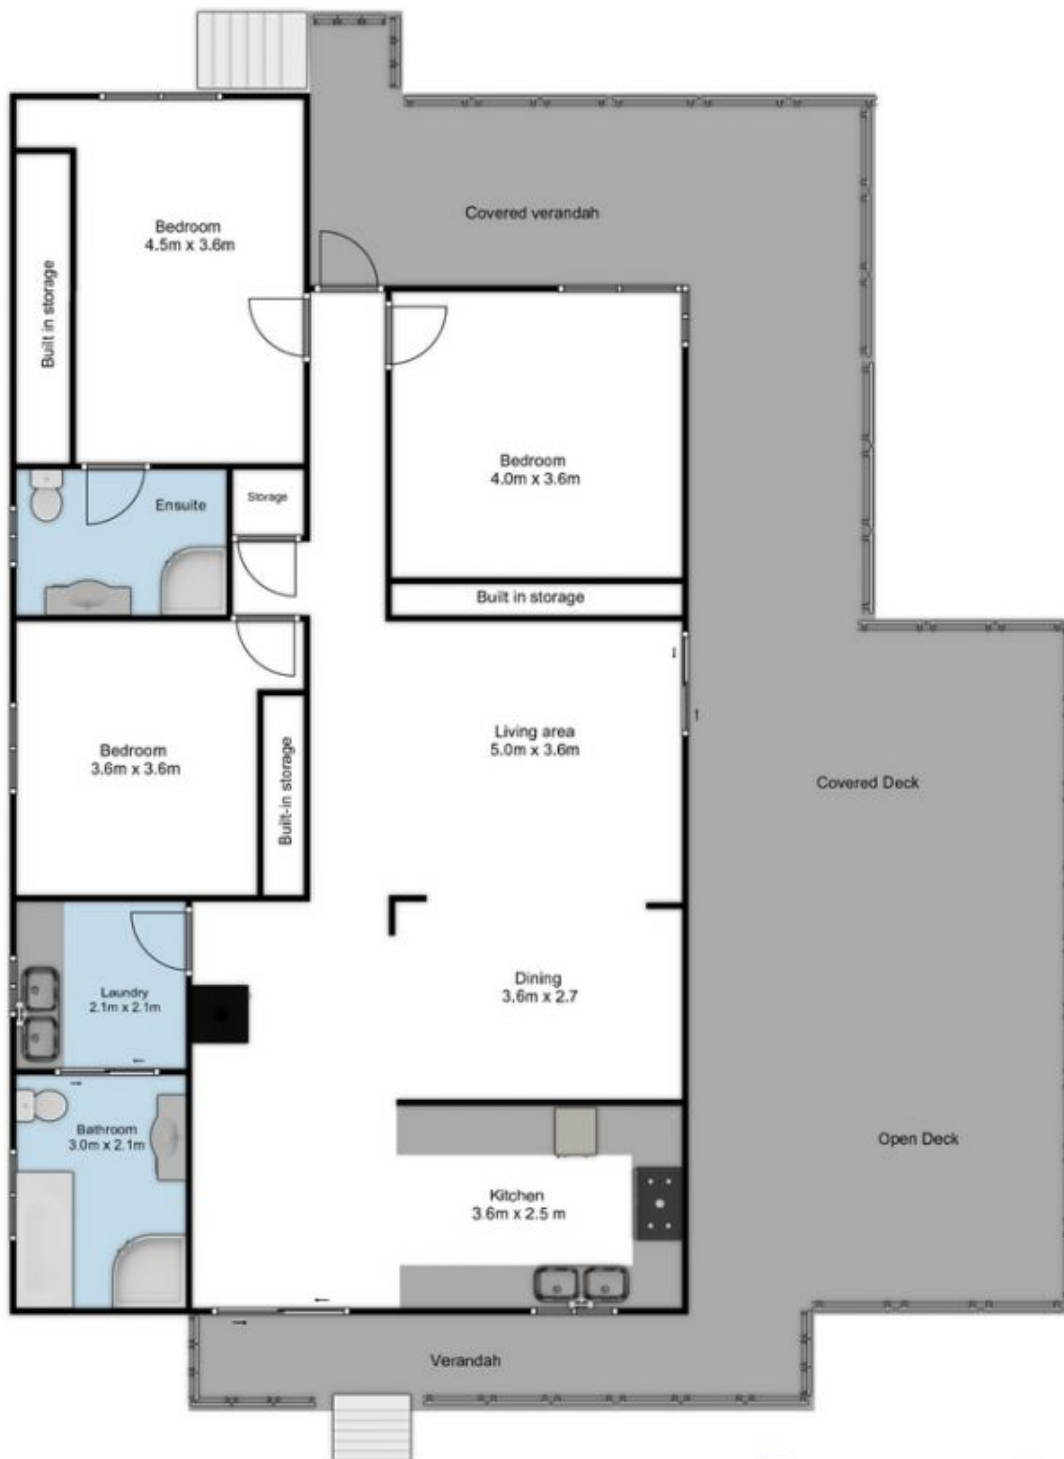 Covered verandah
Bedroom
4.5m x 3.6m
Built in storage
Bedroom
4.0m x 3.6m
Ensuite
Storage
Built in storage
Living area
5.0m x 3.6m
Bedroom
3.6m x 3.6m
Built-in storage
Covered Deck
Laundry
2.1m x 2.1m
Dining
3.6m x 2.7
Bathroom
3.0m x 2.1m
Open Deck
Kitchen
3.6m x 2.5 m
Verandah